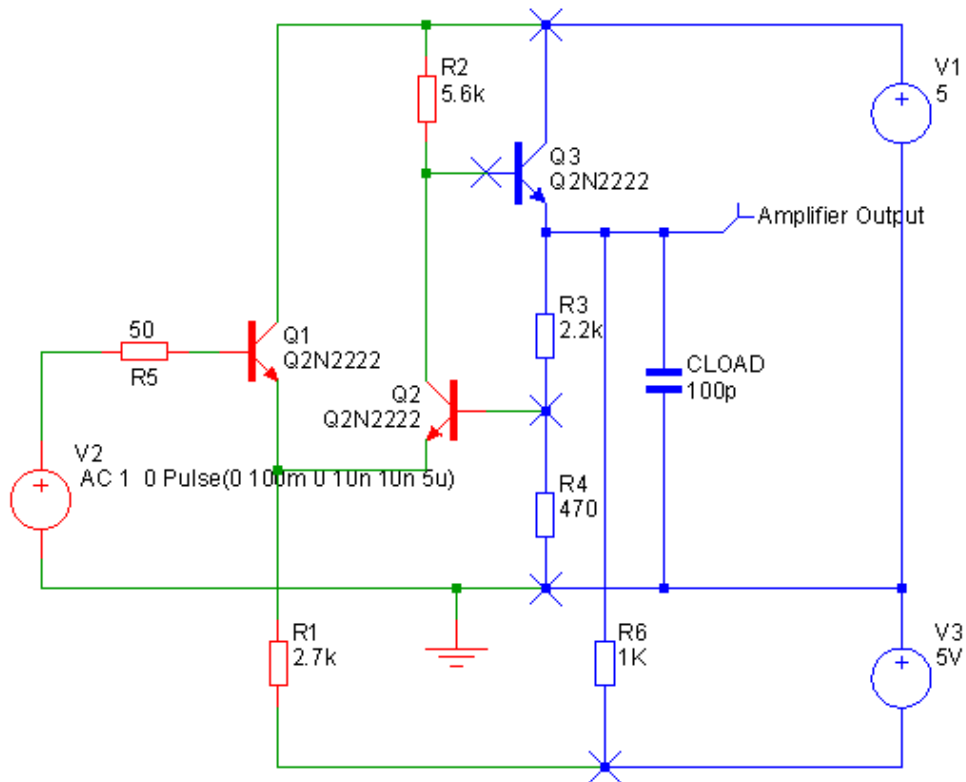 R2
5.6k
V1
5
Q3
Q2N2222
Amplifier Output
R3
2.2k
50
R5
Q1
Q2N2222
Q2
Q2N2222
CLOAD
100p
V2
AC 1 0 Pulse(0 100m 0 10n 10n 5u)
R4
470
R1
2.7k
R6
1K
V3
5V